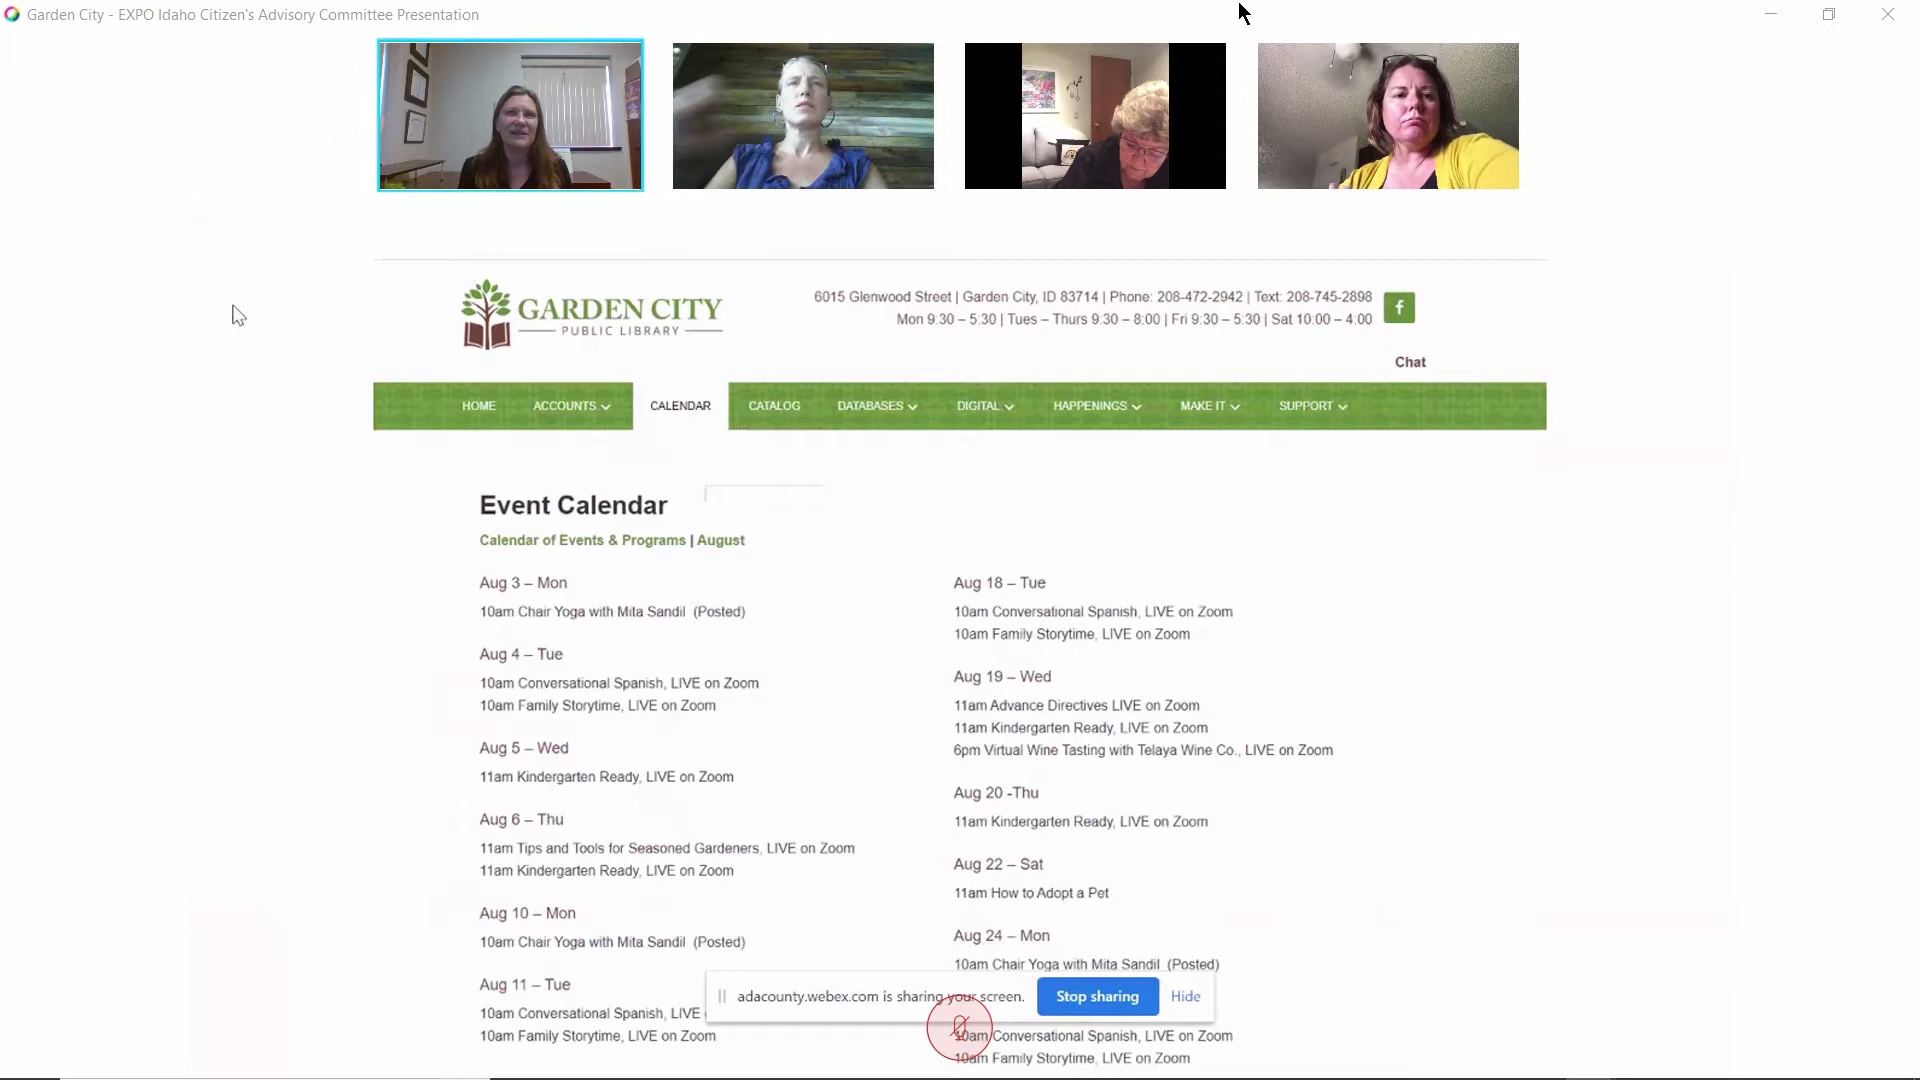 Garden City - EXPO Idaho Citizen's Advisory Committee Presentation
GARDEN CITY
PUBLIC LIBRARY
6015 Glenwood Street | Garden City, ID 83714 | Phone: 208-472-2942 | Text: 208-745-2898
Mon 9:30 – 5:30 | Tues – Thurs 9:30 – 8:00 | Fri 9:30 – 5:30 | Sat 10:00 – 4:00
f
Chat
HOME ACCOUNTS CALENDAR CATALOG DATABASES DIGITAL HAPPENINGS MAKE IT SUPPORT
Event Calendar
Calendar of Events & Programs | August
Aug 3 – Mon
10am Chair Yoga with Mita Sandil (Posted)
Aug 4 – Tue
10am Conversational Spanish, LIVE on Zoom
10am Family Storytime, LIVE on Zoom
Aug 5 – Wed
11am Kindergarten Ready, LIVE on Zoom
Aug 6 – Thu
11am Tips and Tools for Seasoned Gardeners, LIVE on Zoom
11am Kindergarten Ready, LIVE on Zoom
Aug 10 – Mon
10am Chair Yoga with Mita Sandil (Posted)
Aug 11 – Tue
10am Conversational Spanish, LIVE
10am Family Storytime, LIVE on Zoom
Aug 18 – Tue
10am Conversational Spanish, LIVE on Zoom
10am Family Storytime, LIVE on Zoom
Aug 19 – Wed
11am Advance Directives LIVE on Zoom
11am Kindergarten Ready, LIVE on Zoom
6pm Virtual Wine Tasting with Telaya Wine Co., LIVE on Zoom
Aug 20 -Thu
11am Kindergarten Ready, LIVE on Zoom
Aug 22 – Sat
11am How to Adopt a Pet
Aug 24 – Mon
10am Chair Yoga with Mita Sandil (Posted)
10am Conversational Spanish, LIVE on Zoom
10am Family Storytime, LIVE on Zoom
adacounty.webex.com is sharing your screen. Stop sharing Hide